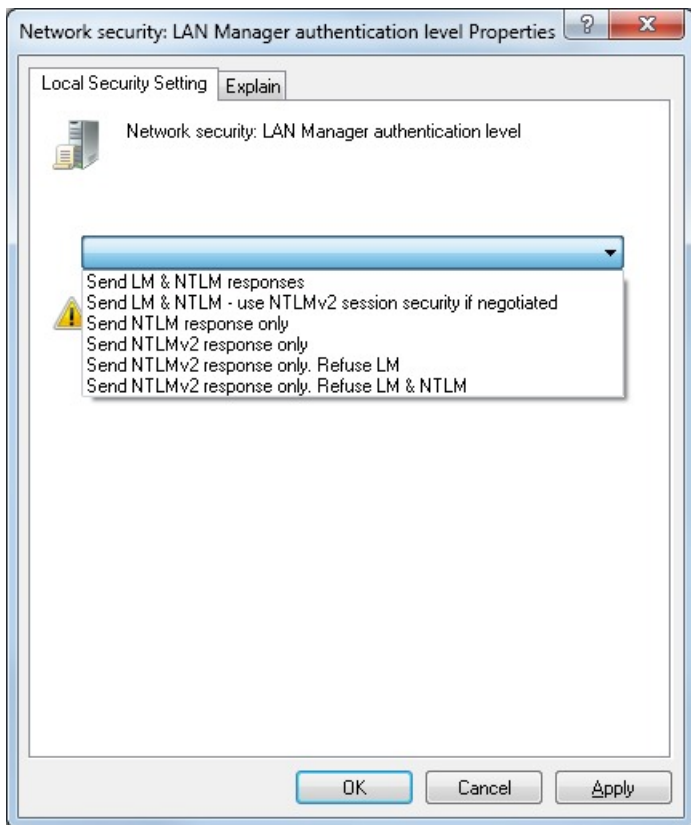 Network security: LAN Manager authentication level Properties
Local Security Setting
Explain
Network security: LAN Manager authentication level
Send LM & NTLM responses
Send LM & NTLM - use NTLMv2 session security if negotiated
Send NTLM response only
Send NTLMv2 response only
Send NTLMv2 response only. Refuse LM
Send NTLMv2 response only. Refuse LM & NTLM
OK
Cancel
Apply